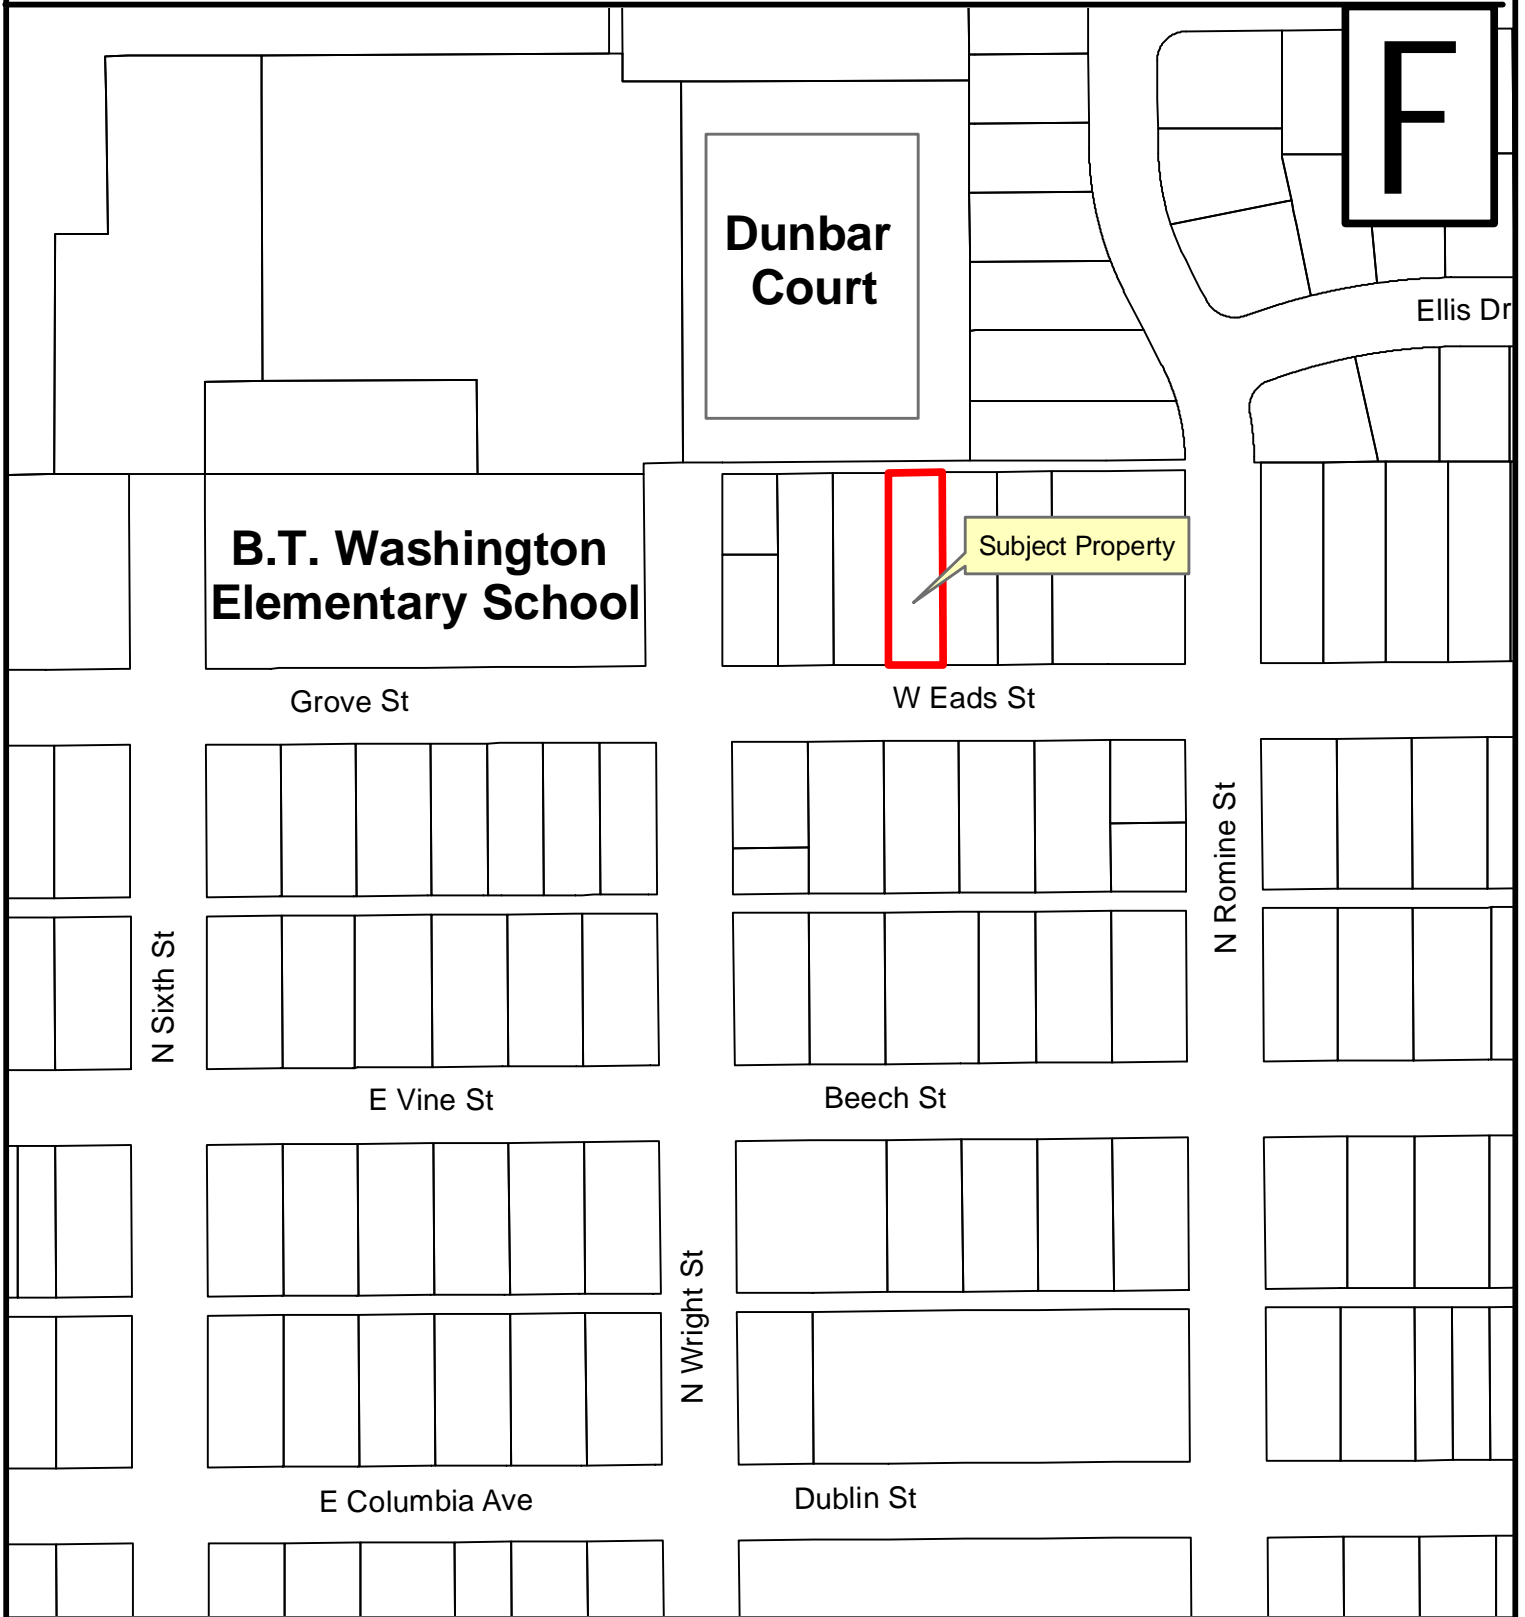 F
Dunbar
Court
Ellis Dr
B.T. Washington
Elementary School
Subject Property
Grove St
W Eads St
N Romine St
N Sixth St
E Vine St
Beech St
N Wright St
E Columbia Ave
Dublin St